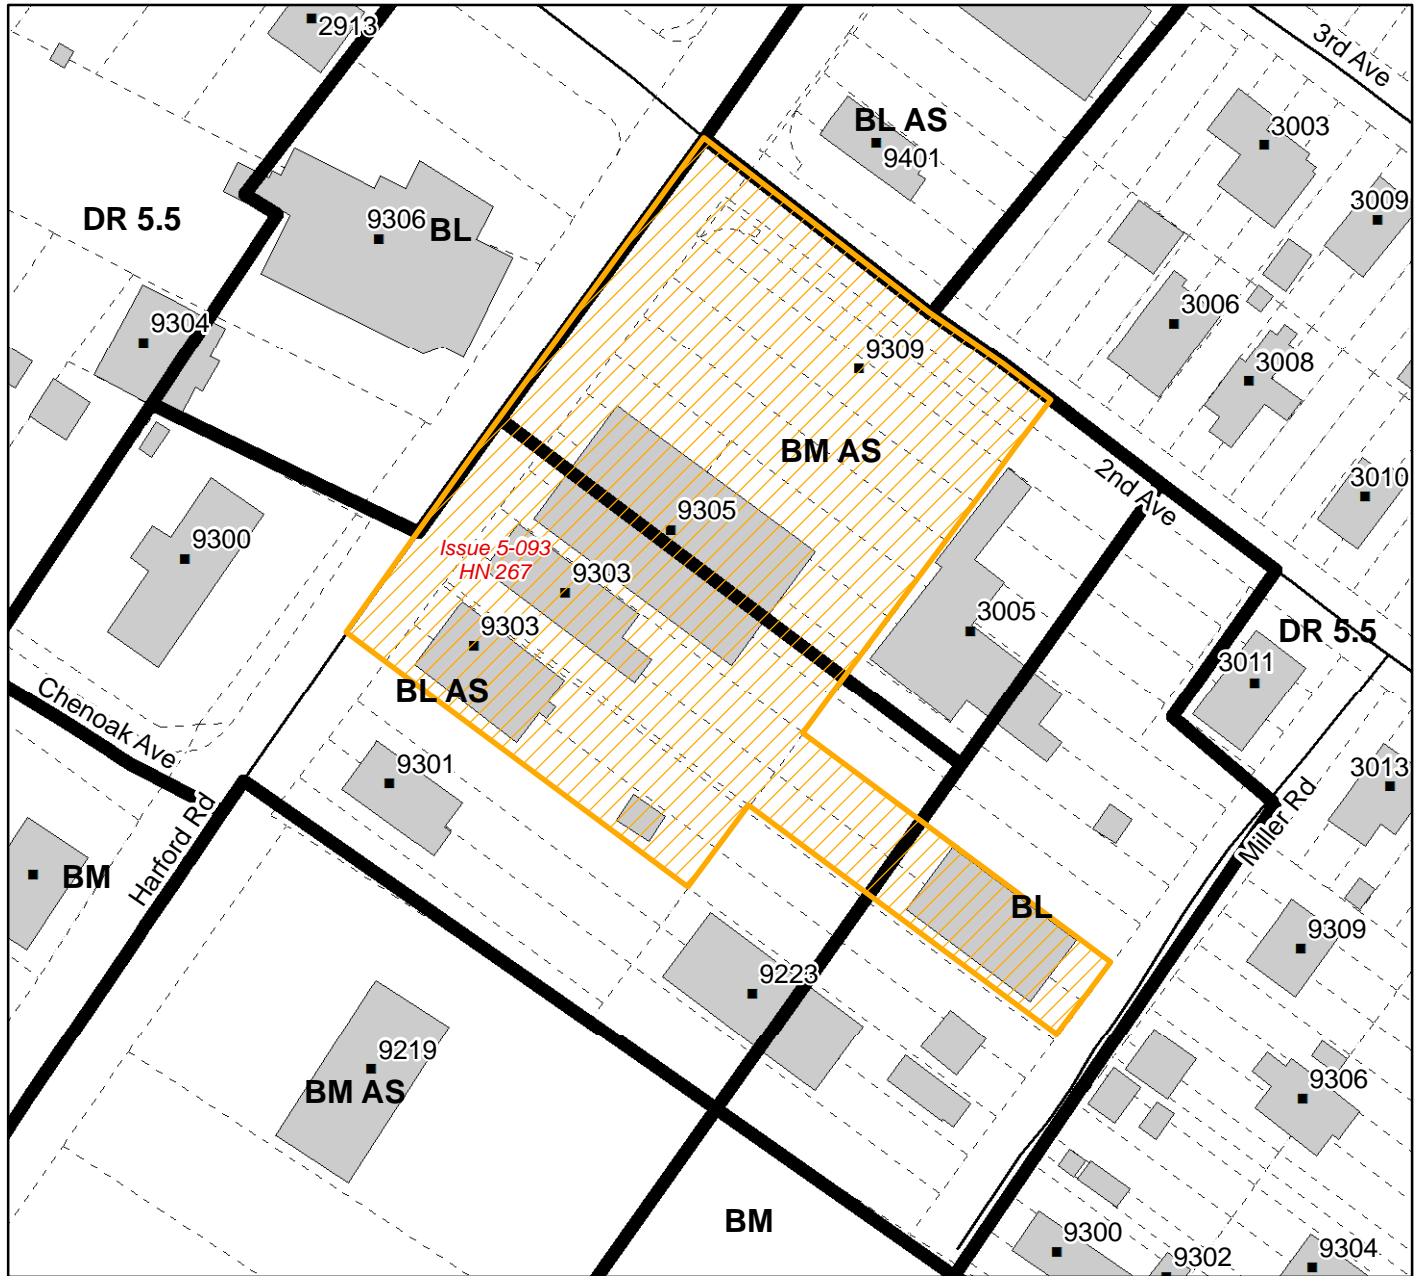 2913
3rd Ave
BL AS
9401
3003
3009
DR 5.5
9306
BL
9304
3006
9309
3008
BM AS
2nd Ave
3010
9305
9300
Issue 5-093
HN 267
9303
9303
3005
DR 5.5
3011
BL AS
Chenoak Ave
9301
3013
Harford Rd
Miller Rd
BM
BL
9309
9223
9219
BM AS
9306
BM
9300
9302
9304